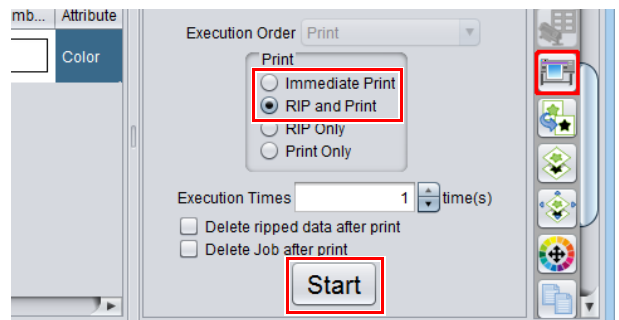 mb... Attribute
Color
Execution Order Print
Print
Immediate Print
RIP and Print
RIP Only
Print Only
Execution Times 1 time(s)
Delete ripped data after print
Delete Job after print
Start